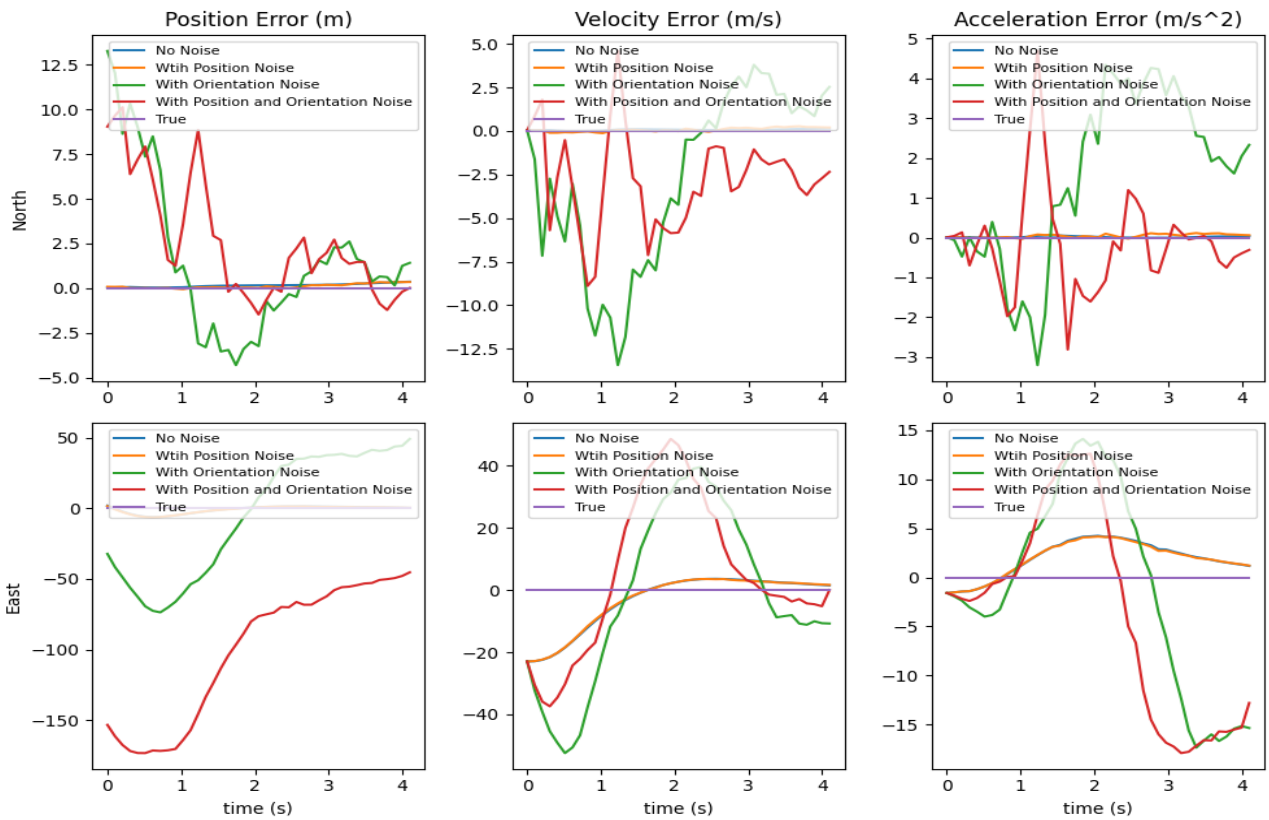 Position Error (m)
Velocity Error (m/s)
Acceleration Error (m/s^2)
North
12.5
10.0
7.5
5.0
2.5
0.0
−2.5
−5.0
No Noise
Wtih Position Noise
With Orientation Noise
With Position and Orientation Noise
True
0
1
2
3
4
5.0
2.5
0.0
−2.5
−5.0
−7.5
−10.0
−12.5
No Noise
Wtih Position Noise
With Orientation Noise
With Position and Orientation Noise
True
0
1
2
3
4
5
4
3
2
1
0
−1
−2
−3
No Noise
Wtih Position Noise
With Orientation Noise
With Position and Orientation Noise
True
0
1
2
3
4
East
50
0
−50
−100
−150
No Noise
Wtih Position Noise
With Orientation Noise
With Position and Orientation Noise
True
0
1
2
3
4
time (s)
40
20
0
−20
−40
No Noise
Wtih Position Noise
With Orientation Noise
With Position and Orientation Noise
True
0
1
2
3
4
time (s)
15
10
5
0
−5
−10
−15
No Noise
Wtih Position Noise
With Orientation Noise
With Position and Orientation Noise
True
0
1
2
3
4
time (s)